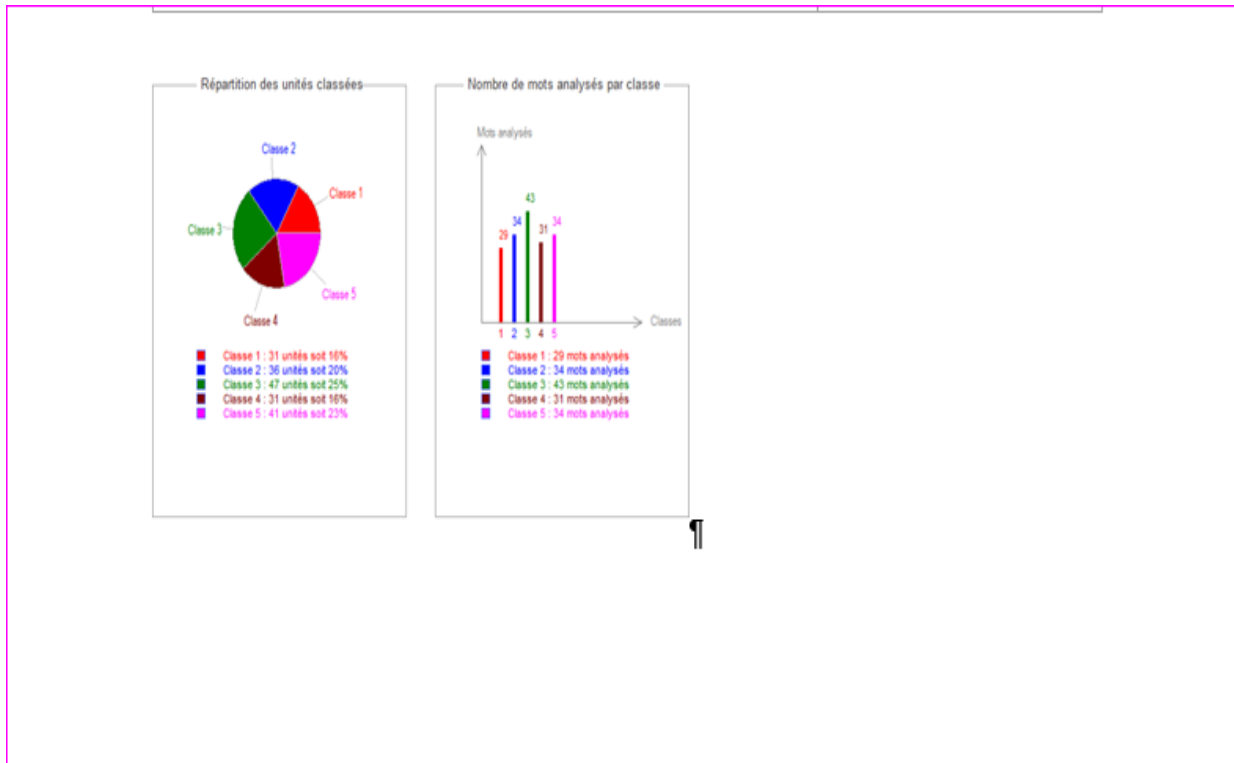 Répartition des unités classées
Classe 2
Classe 1
Classe 3
Classe 5
Classe 4
Classe 1 : 31 unités soit 16%
Classe 2 : 36 unités soit 20%
Classe 3 : 47 unités soit 25%
Classe 4 : 31 unités soit 16%
Classe 5 : 41 unités soit 23%
Nombre de mots analysés par classe
Mots analysés
43
34 34
31
29
Classes
1 2 3 4 5
Classe 1 : 29 mots analysés
Classe 2 : 34 mots analysés
Classe 3 : 43 mots analysés
Classe 4 : 31 mots analysés
Classe 5 : 34 mots analysés
¶